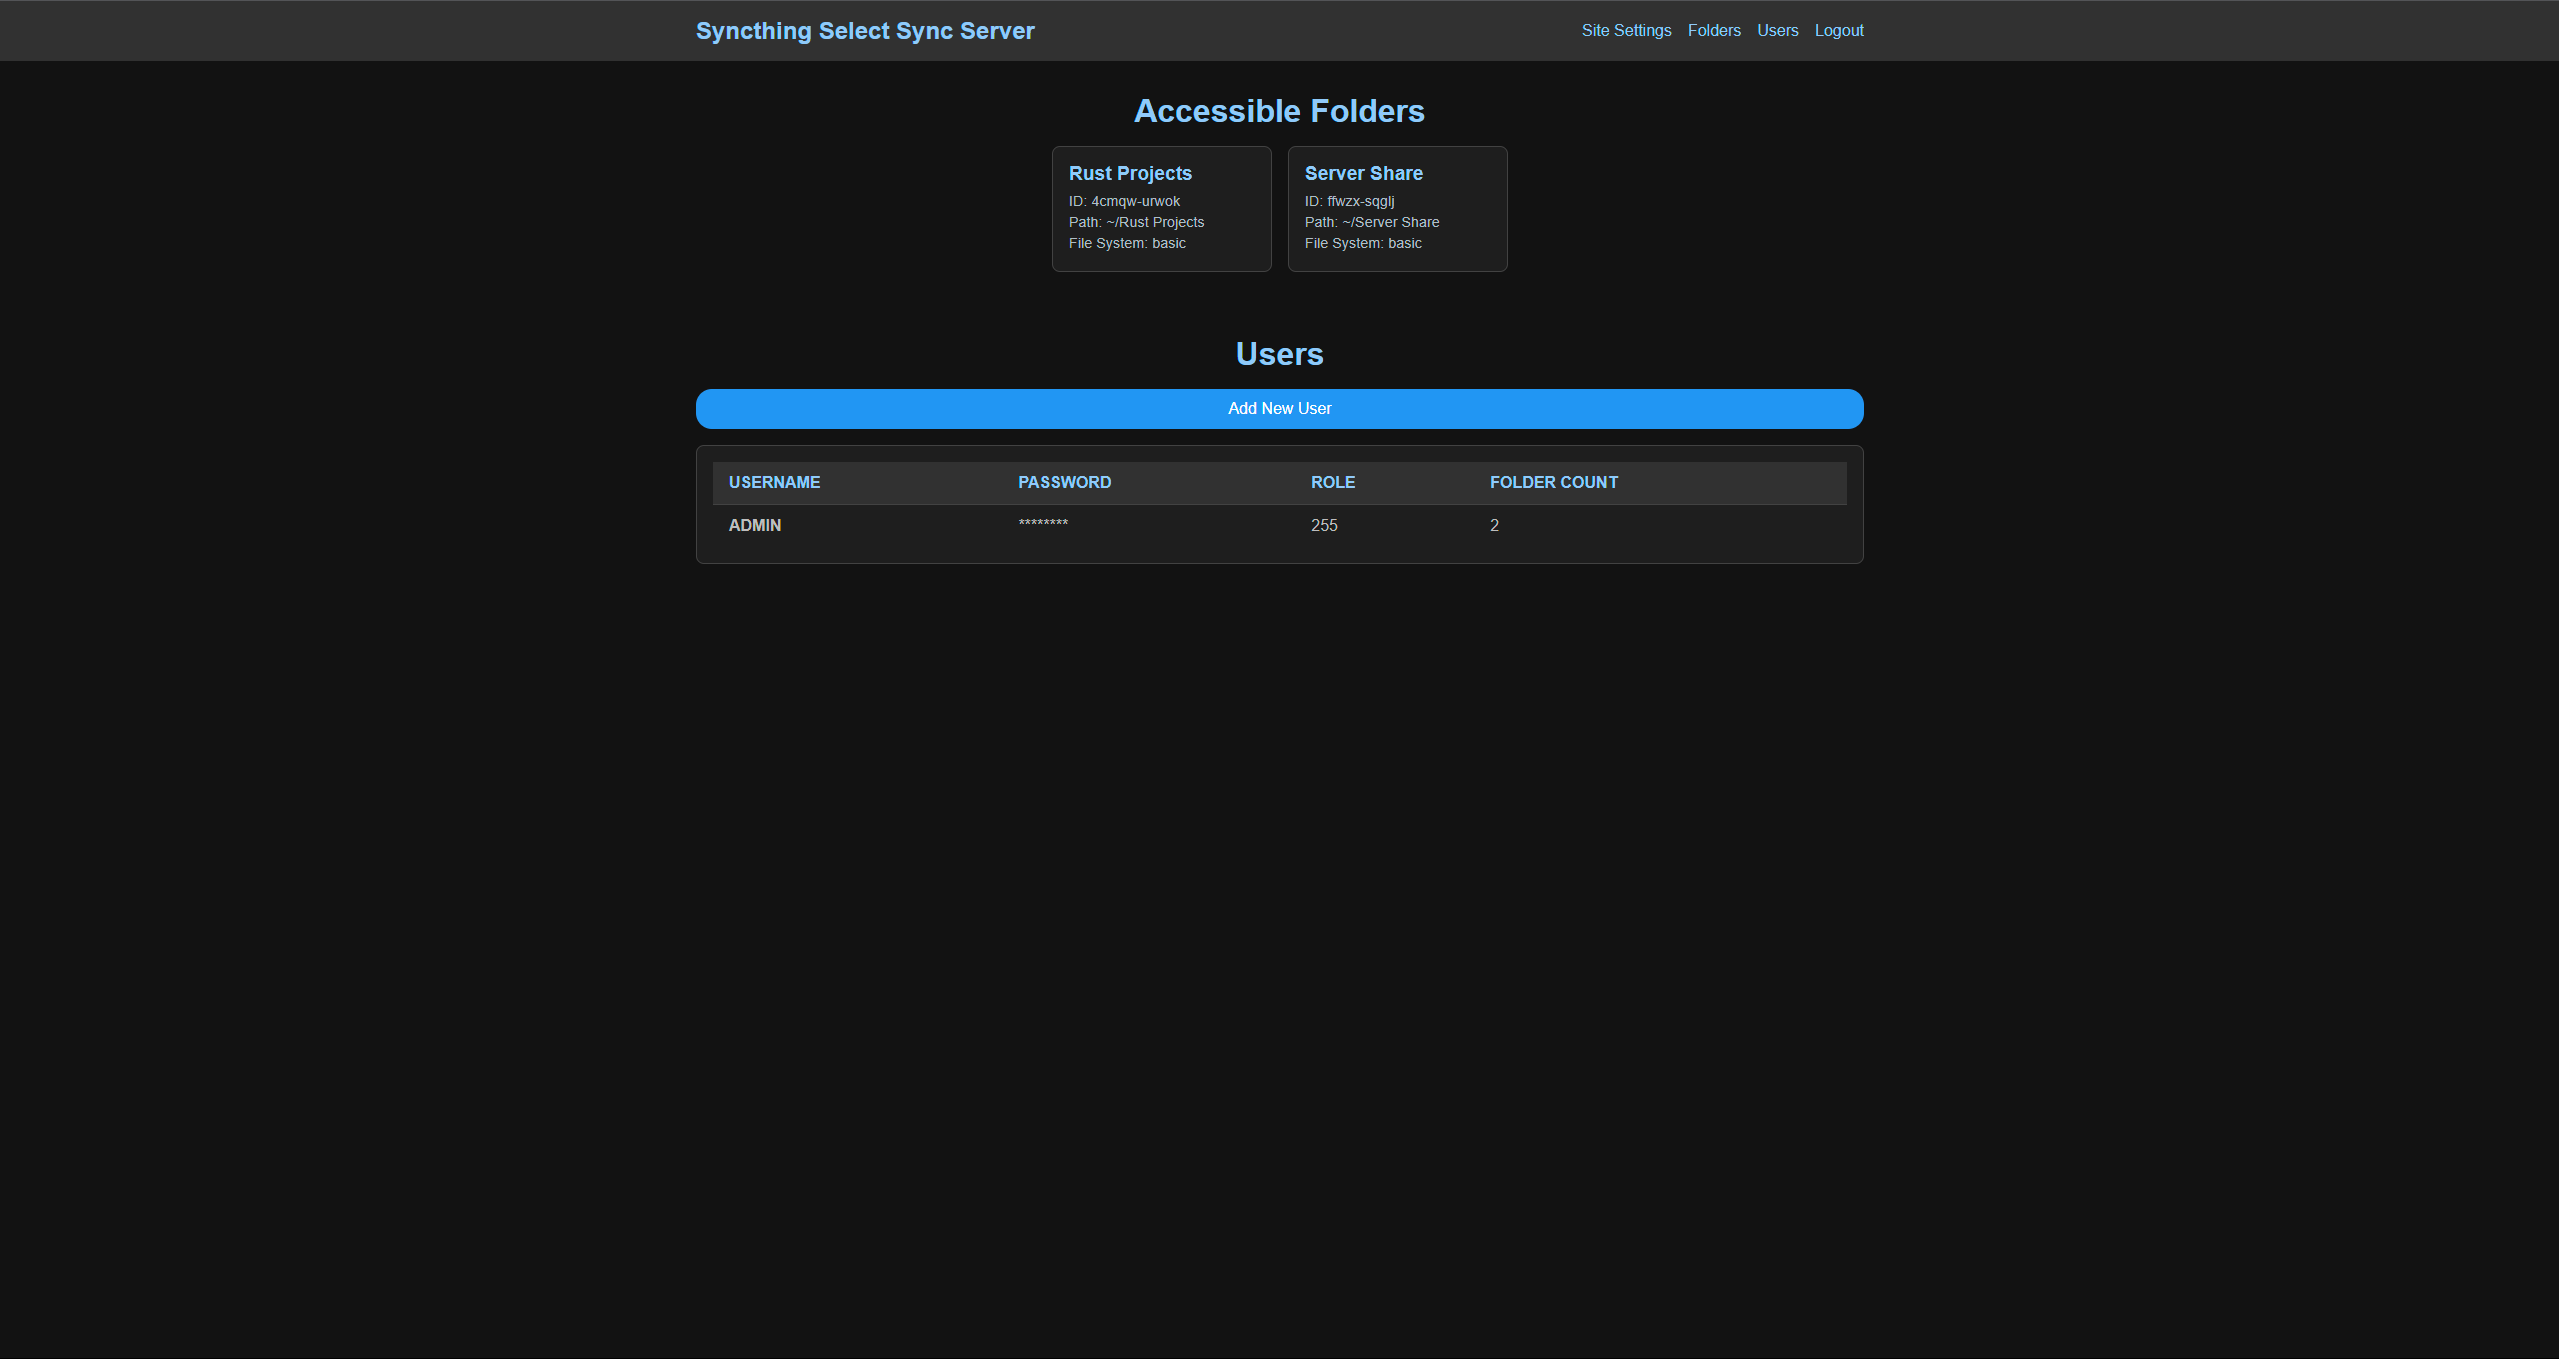 Syncthing Select Sync Server
Site Settings Folders Users Logout
Accessible Folders
Rust Projects
ID: 4cmqw-urwok
Path: ~/Rust Projects
File System: basic
Server Share
ID: ffwzx-sqglj
Path: ~/Server Share
File System: basic
Users
Add New User
USERNAME PASSWORD ROLE FOLDER COUNT
ADMIN ******** 255 2